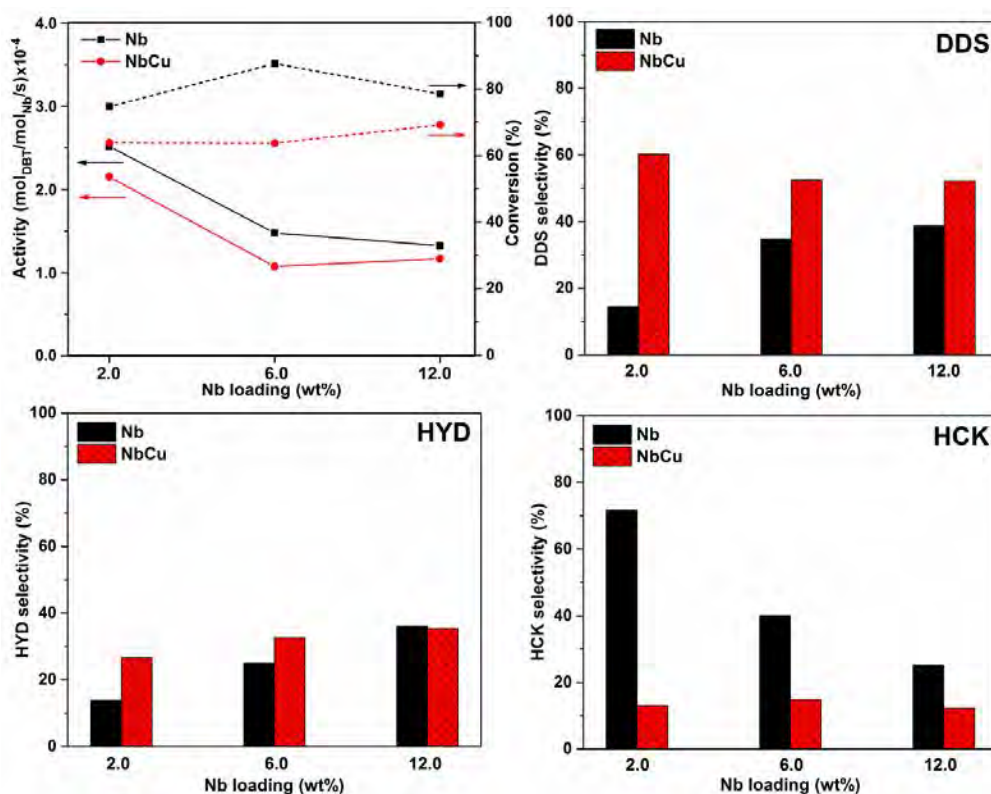 Activity (mol_DBT/mol_Nb/s)x10^-4
4.0
3.0
2.0
1.0
0.0
Nb
NbCu
100
80
60
40
20
0
Conversion (%)
2.0 6.0 12.0
Nb loading (wt%)
DDS selectivity (%)
100
80
60
40
20
0
Nb
NbCu
DDS
2.0 6.0 12.0
Nb loading (wt%)
HYD selectivity (%)
100
80
60
40
20
0
Nb
NbCu
HYD
2.0 6.0 12.0
Nb loading (wt%)
HCK selectivity (%)
100
80
60
40
20
0
Nb
NbCu
HCK
2.0 6.0 12.0
Nb loading (wt%)